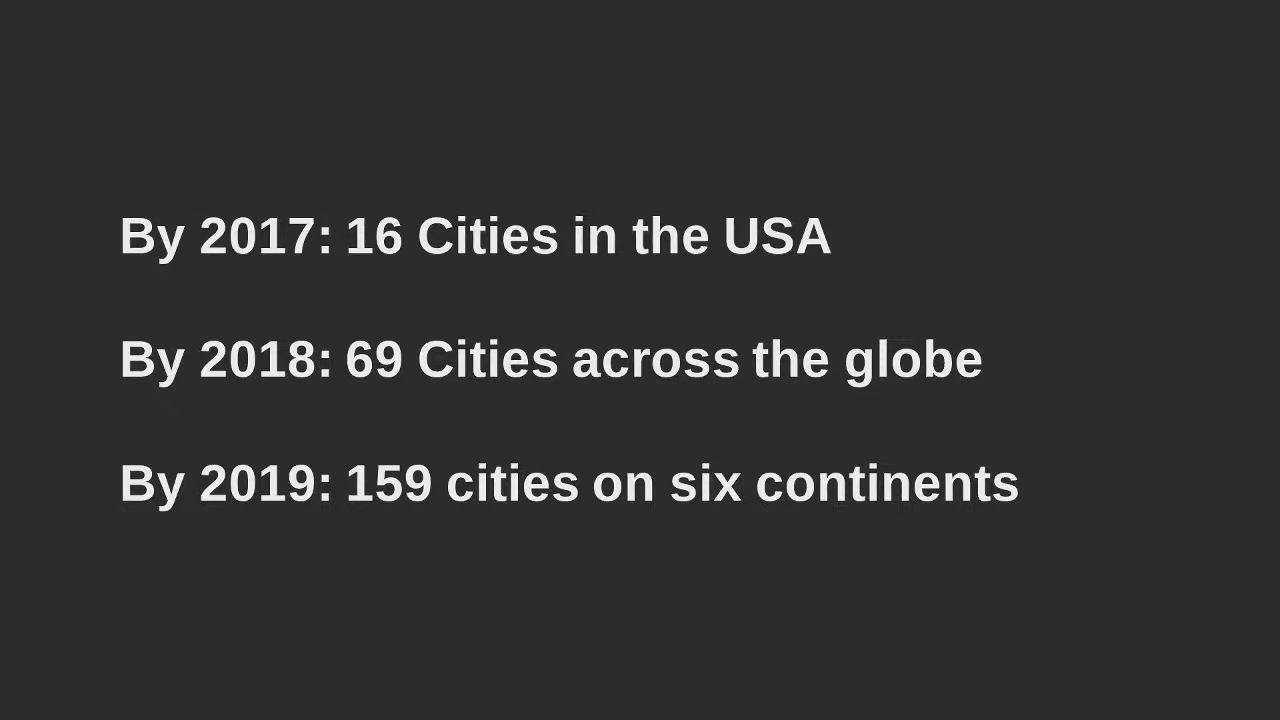 By 2017: 16 Cities in the USA
By 2018: 69 Cities across the globe
By 2019: 159 cities on six continents